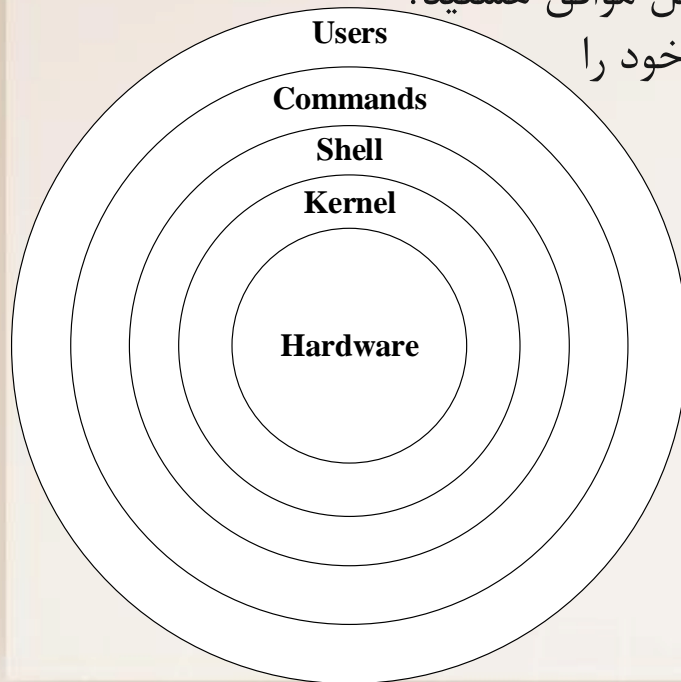 موافق هستید.
خود را
Users
Commands
Shell
Kernel
Hardware